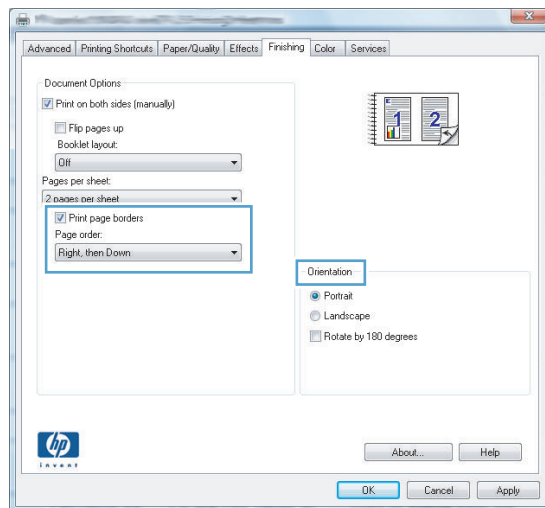 Advanced Printing Shortcuts Paper/Quality Effects Finishing Color Services
Document Options
Print on both sides (manually)
Flip pages up
Booklet layout:
Off
Pages per sheet:
2 pages per sheet
Print page borders
Page order:
Right, then Down
1 2
Orientation
Portrait
Landscape
Rotate by 180 degrees
hp
invent
About... Help
OK Cancel Apply